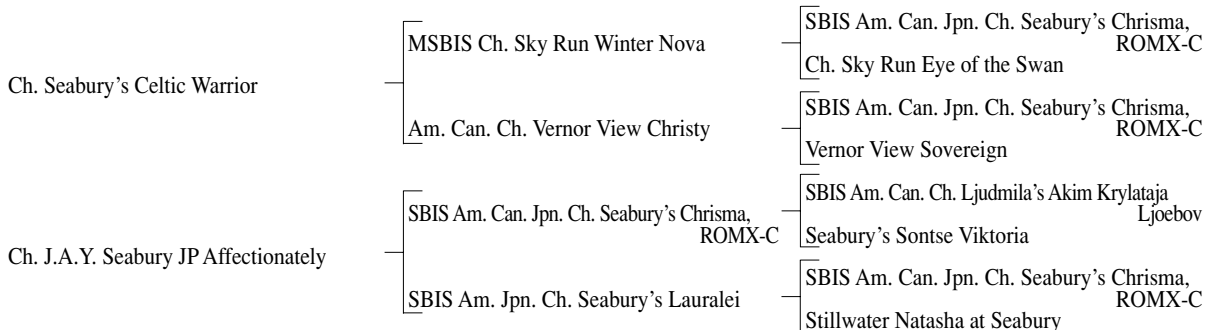 SBIS Am. Can. Jpn. Ch. Seabury's Chrisma,
ROMX-C
MSBIS Ch. Sky Run Winter Nova
Ch. Sky Run Eye of the Swan
Ch. Seabury's Celtic Warrior
SBIS Am. Can. Jpn. Ch. Seabury's Chrisma,
ROMX-C
Am. Can. Ch. Vernor View Christy
Vernor View Sovereign
SBIS Am. Can. Ch. Ljudmila's Akim Krylataja
Ljoebov
SBIS Am. Can. Jpn. Ch. Seabury's Chrisma,
ROMX-C
Seabury's Sontse Viktoria
Ch. J.A.Y. Seabury JP Affectionately
SBIS Am. Can. Jpn. Ch. Seabury's Chrisma,
ROMX-C
SBIS Am. Jpn. Ch. Seabury's Lauralei
Stillwater Natasha at Seabury